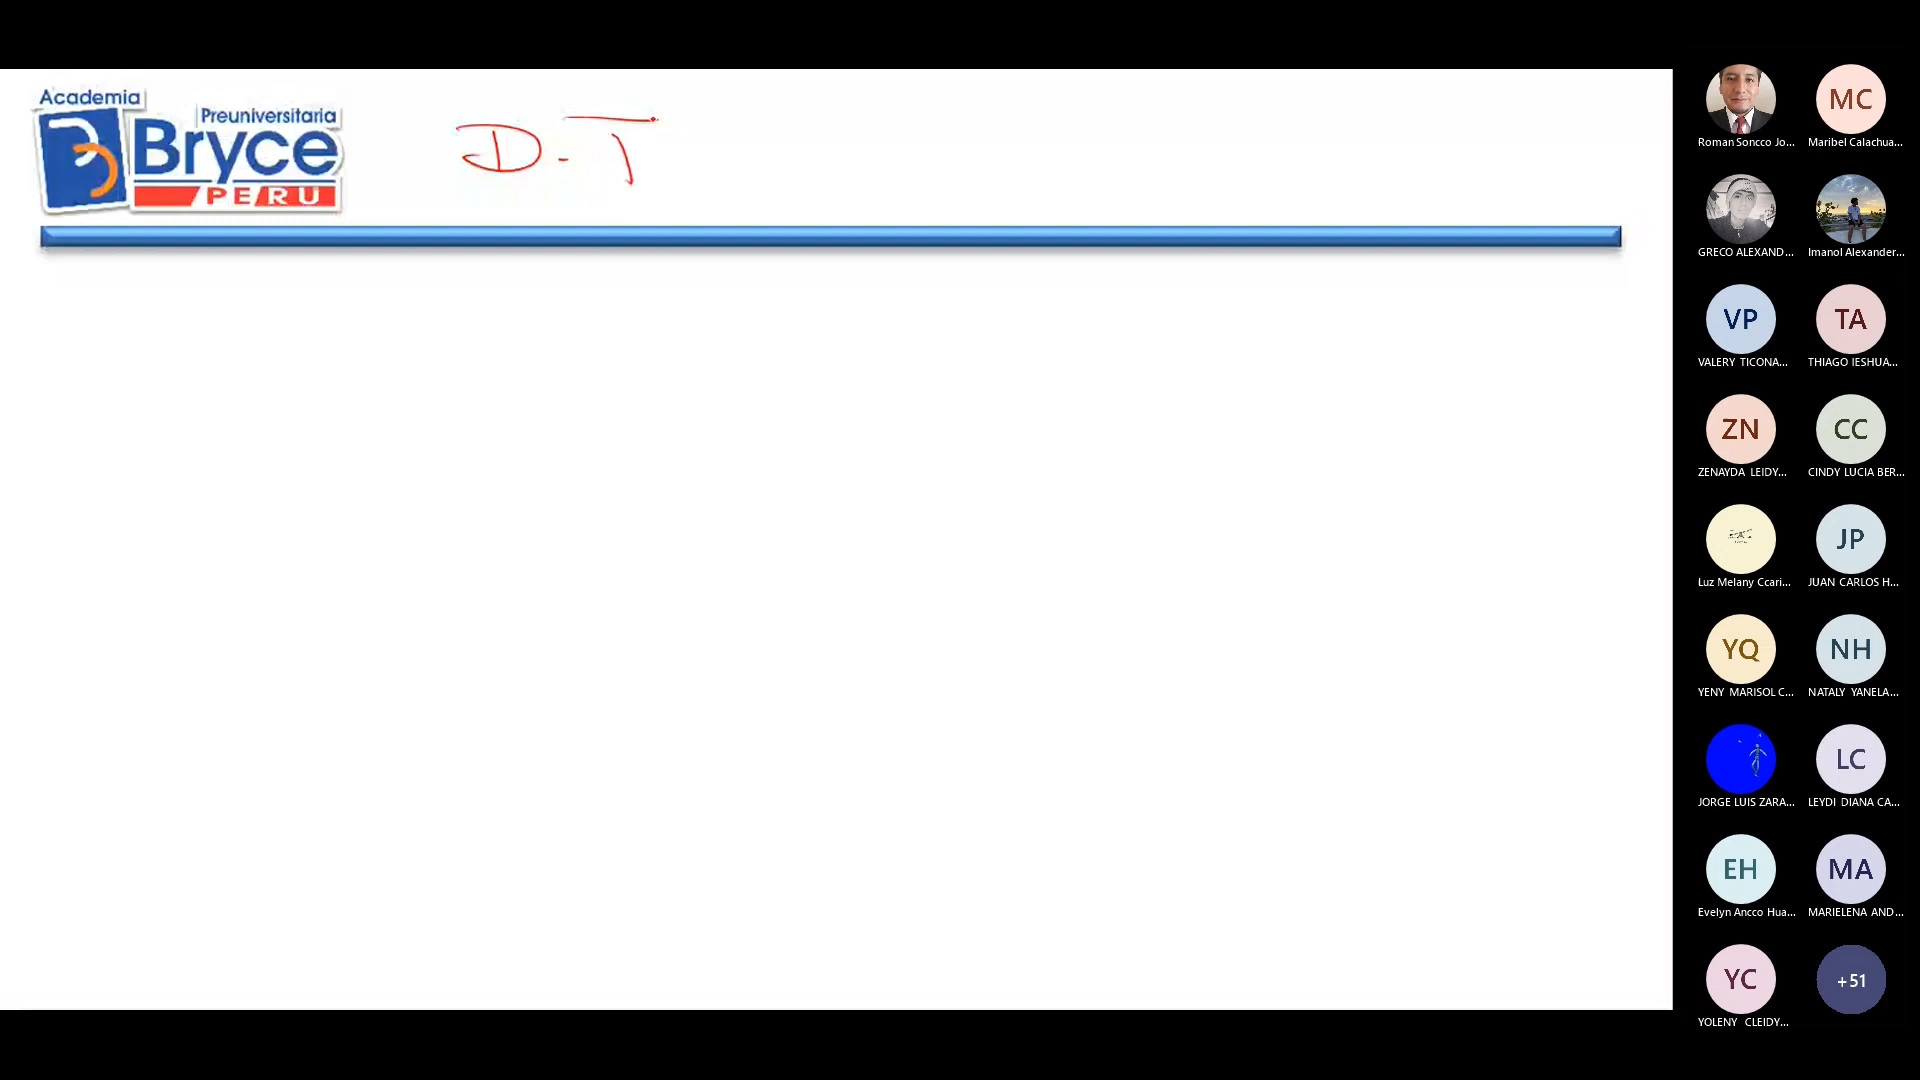 Academia
Preuniversitaria
Bryce
PERU
D. T
Roman Soncco Jo...
MC
Maribel Calachua...
GRECO ALEXAND...
Imanol Alexander...
VP
VALERY TICONA...
TA
THIAGO IESHUA...
ZN
ZENAYDA LEIDY...
CC
CINDY LUCIA BER...
Luz Melany Ccari...
JP
JUAN CARLOS H...
YQ
YENY MARISOL C...
NH
NATALY YANELA...
JORGE LUIS ZARA...
LC
LEYDI DIANA CA...
EH
Evelyn Ancco Hua...
MA
MARIELENA AND...
YC
YOLENY CLEIDY...
+51